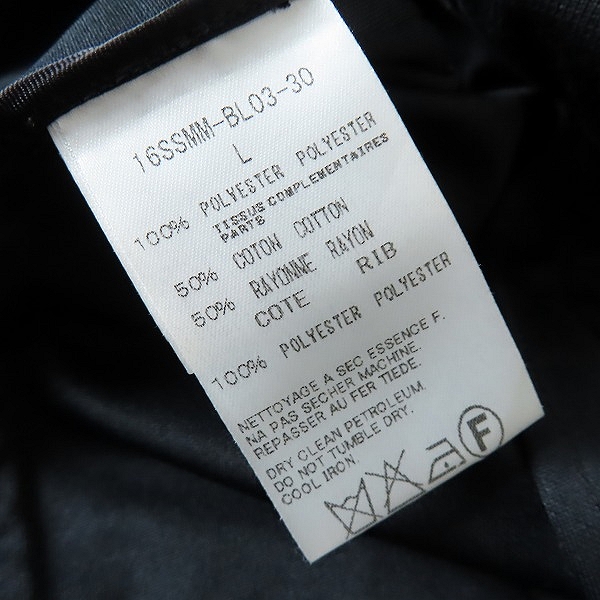 16SSMM-BL03-30
L
100% POLYESTER POLYESTER
TISSUS COMPLEMENTAIRES
PARTS
50% COTON COTTON
50% RAYONNE RAYON
COTE RIB
100% POLYESTER POLYESTER
NETTOYAGE A SEC ESSENCE F.
NA PAS SECHER MACHINE.
REPASSER AU FER TIEDE.
DRY CLEAN PETROLEUM.
DO NOT TUMBLE DRY.
COOL IRON
F